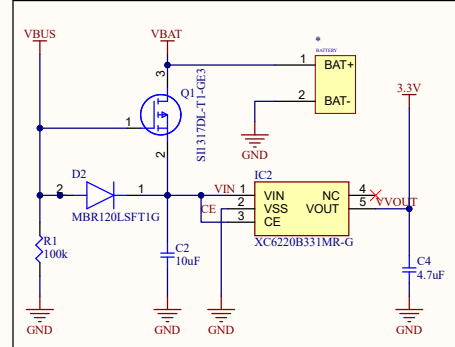 VBUS
VBAT
*
BATTERY
1
BAT+
2
BAT-
GND
3
Q1
1
SI1317DL-T1-GE3
2
3.3V
D2
2
1
MBR120LSFT1G
IC2
VIN
1
VIN
NC
4
2
VSS
VOUT
5
VVOUT
CE
3
CE
XC6220B331MR-G
R1
100k
C2
10uF
C4
4.7uF
GND
GND
GND
GND